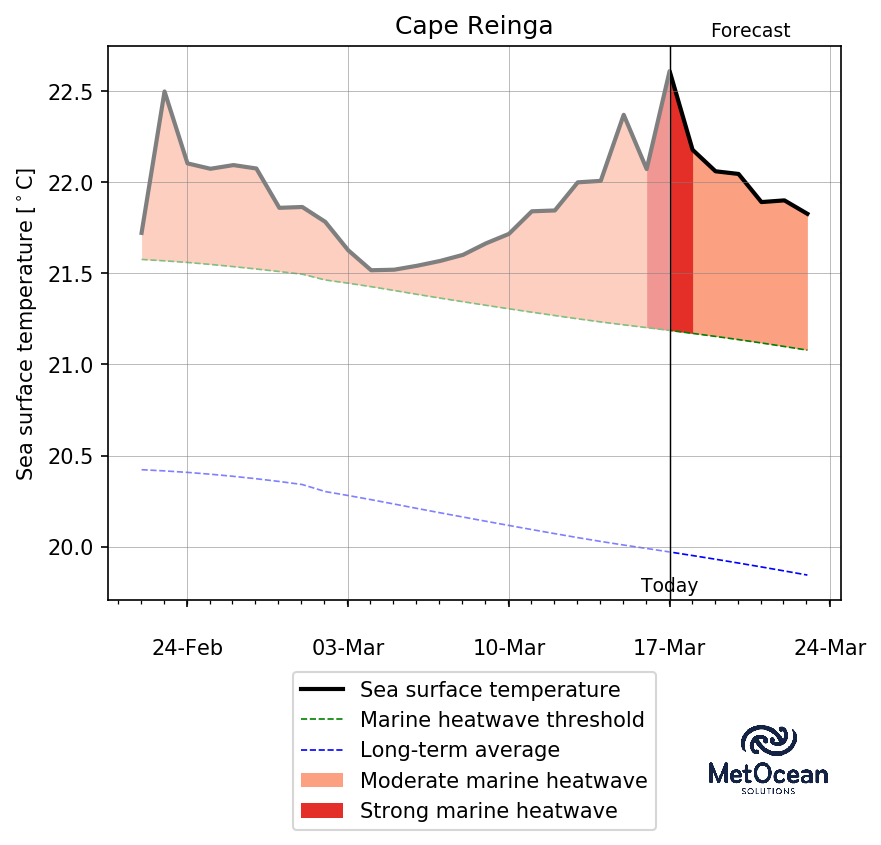 Cape Reinga
Forecast
Sea surface temperature [°C]
22.5
22.0
21.5
21.0
20.5
20.0
Today
24-Feb 03-Mar 10-Mar 17-Mar 24-Mar
Sea surface temperature
Marine heatwave threshold
Long-term average
Moderate marine heatwave
Strong marine heatwave
MetOcean
SOLUTIONS